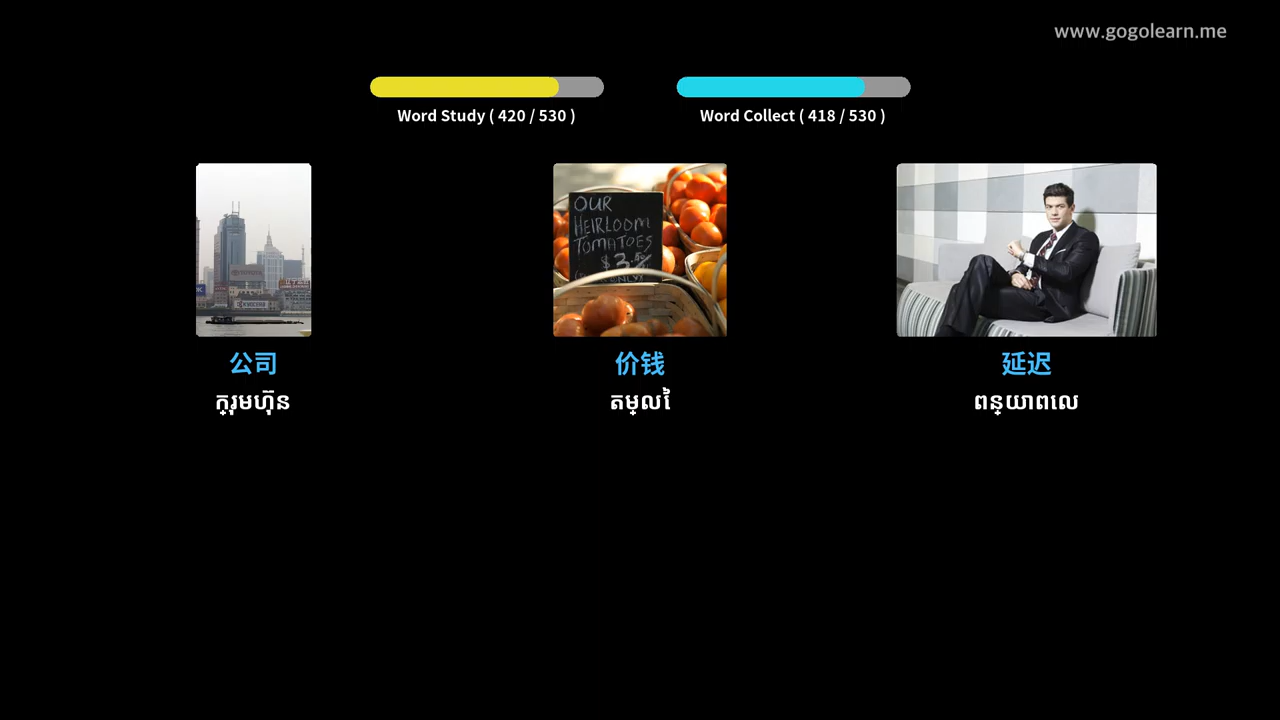 www.gogolearn.me
Word Study ( 420 / 530 )
Word Collect ( 418 / 530 )
OUR
HEIRLOOM
TOMATOES
公司
价钱
延迟
ក្រុមហ៊ុន
តម្លៃ
ពន្យាពេល